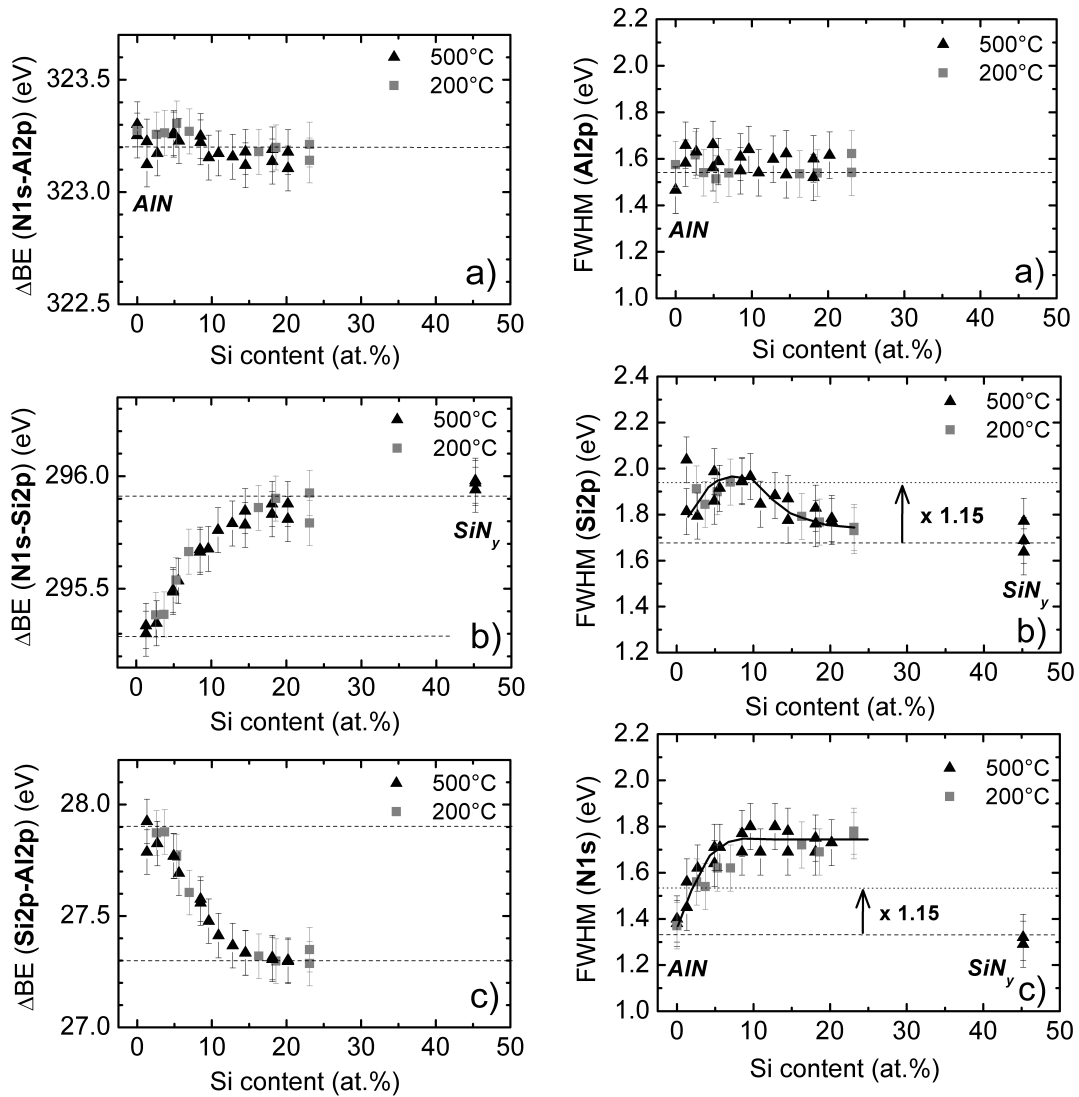 323.5
323.0
322.5
ΔBE (N1s-Al2p) (eV)
500°C
200°C
AlN
a)
0 10 20 30 40 50
Si content (at.%)
2.2
2.0
1.8
1.6
1.4
1.2
1.0
FWHM (Al2p) (eV)
500°C
200°C
AlN
a)
0 10 20 30 40 50
Si content (at.%)
296.0
295.5
ΔBE (N1s-Si2p) (eV)
500°C
200°C
SiNy
b)
0 10 20 30 40 50
Si content (at.%)
2.4
2.2
2.0
1.8
1.6
1.4
1.2
FWHM (Si2p) (eV)
500°C
200°C
x 1.15
SiNy
b)
0 10 20 30 40 50
Si content (at.%)
28.0
27.5
27.0
ΔBE (Si2p-Al2p) (eV)
500°C
200°C
c)
0 10 20 30 40 50
Si content (at.%)
2.2
2.0
1.8
1.6
1.4
1.2
1.0
FWHM (N1s) (eV)
500°C
200°C
x 1.15
AlN
SiNy
c)
0 10 20 30 40 50
Si content (at.%)